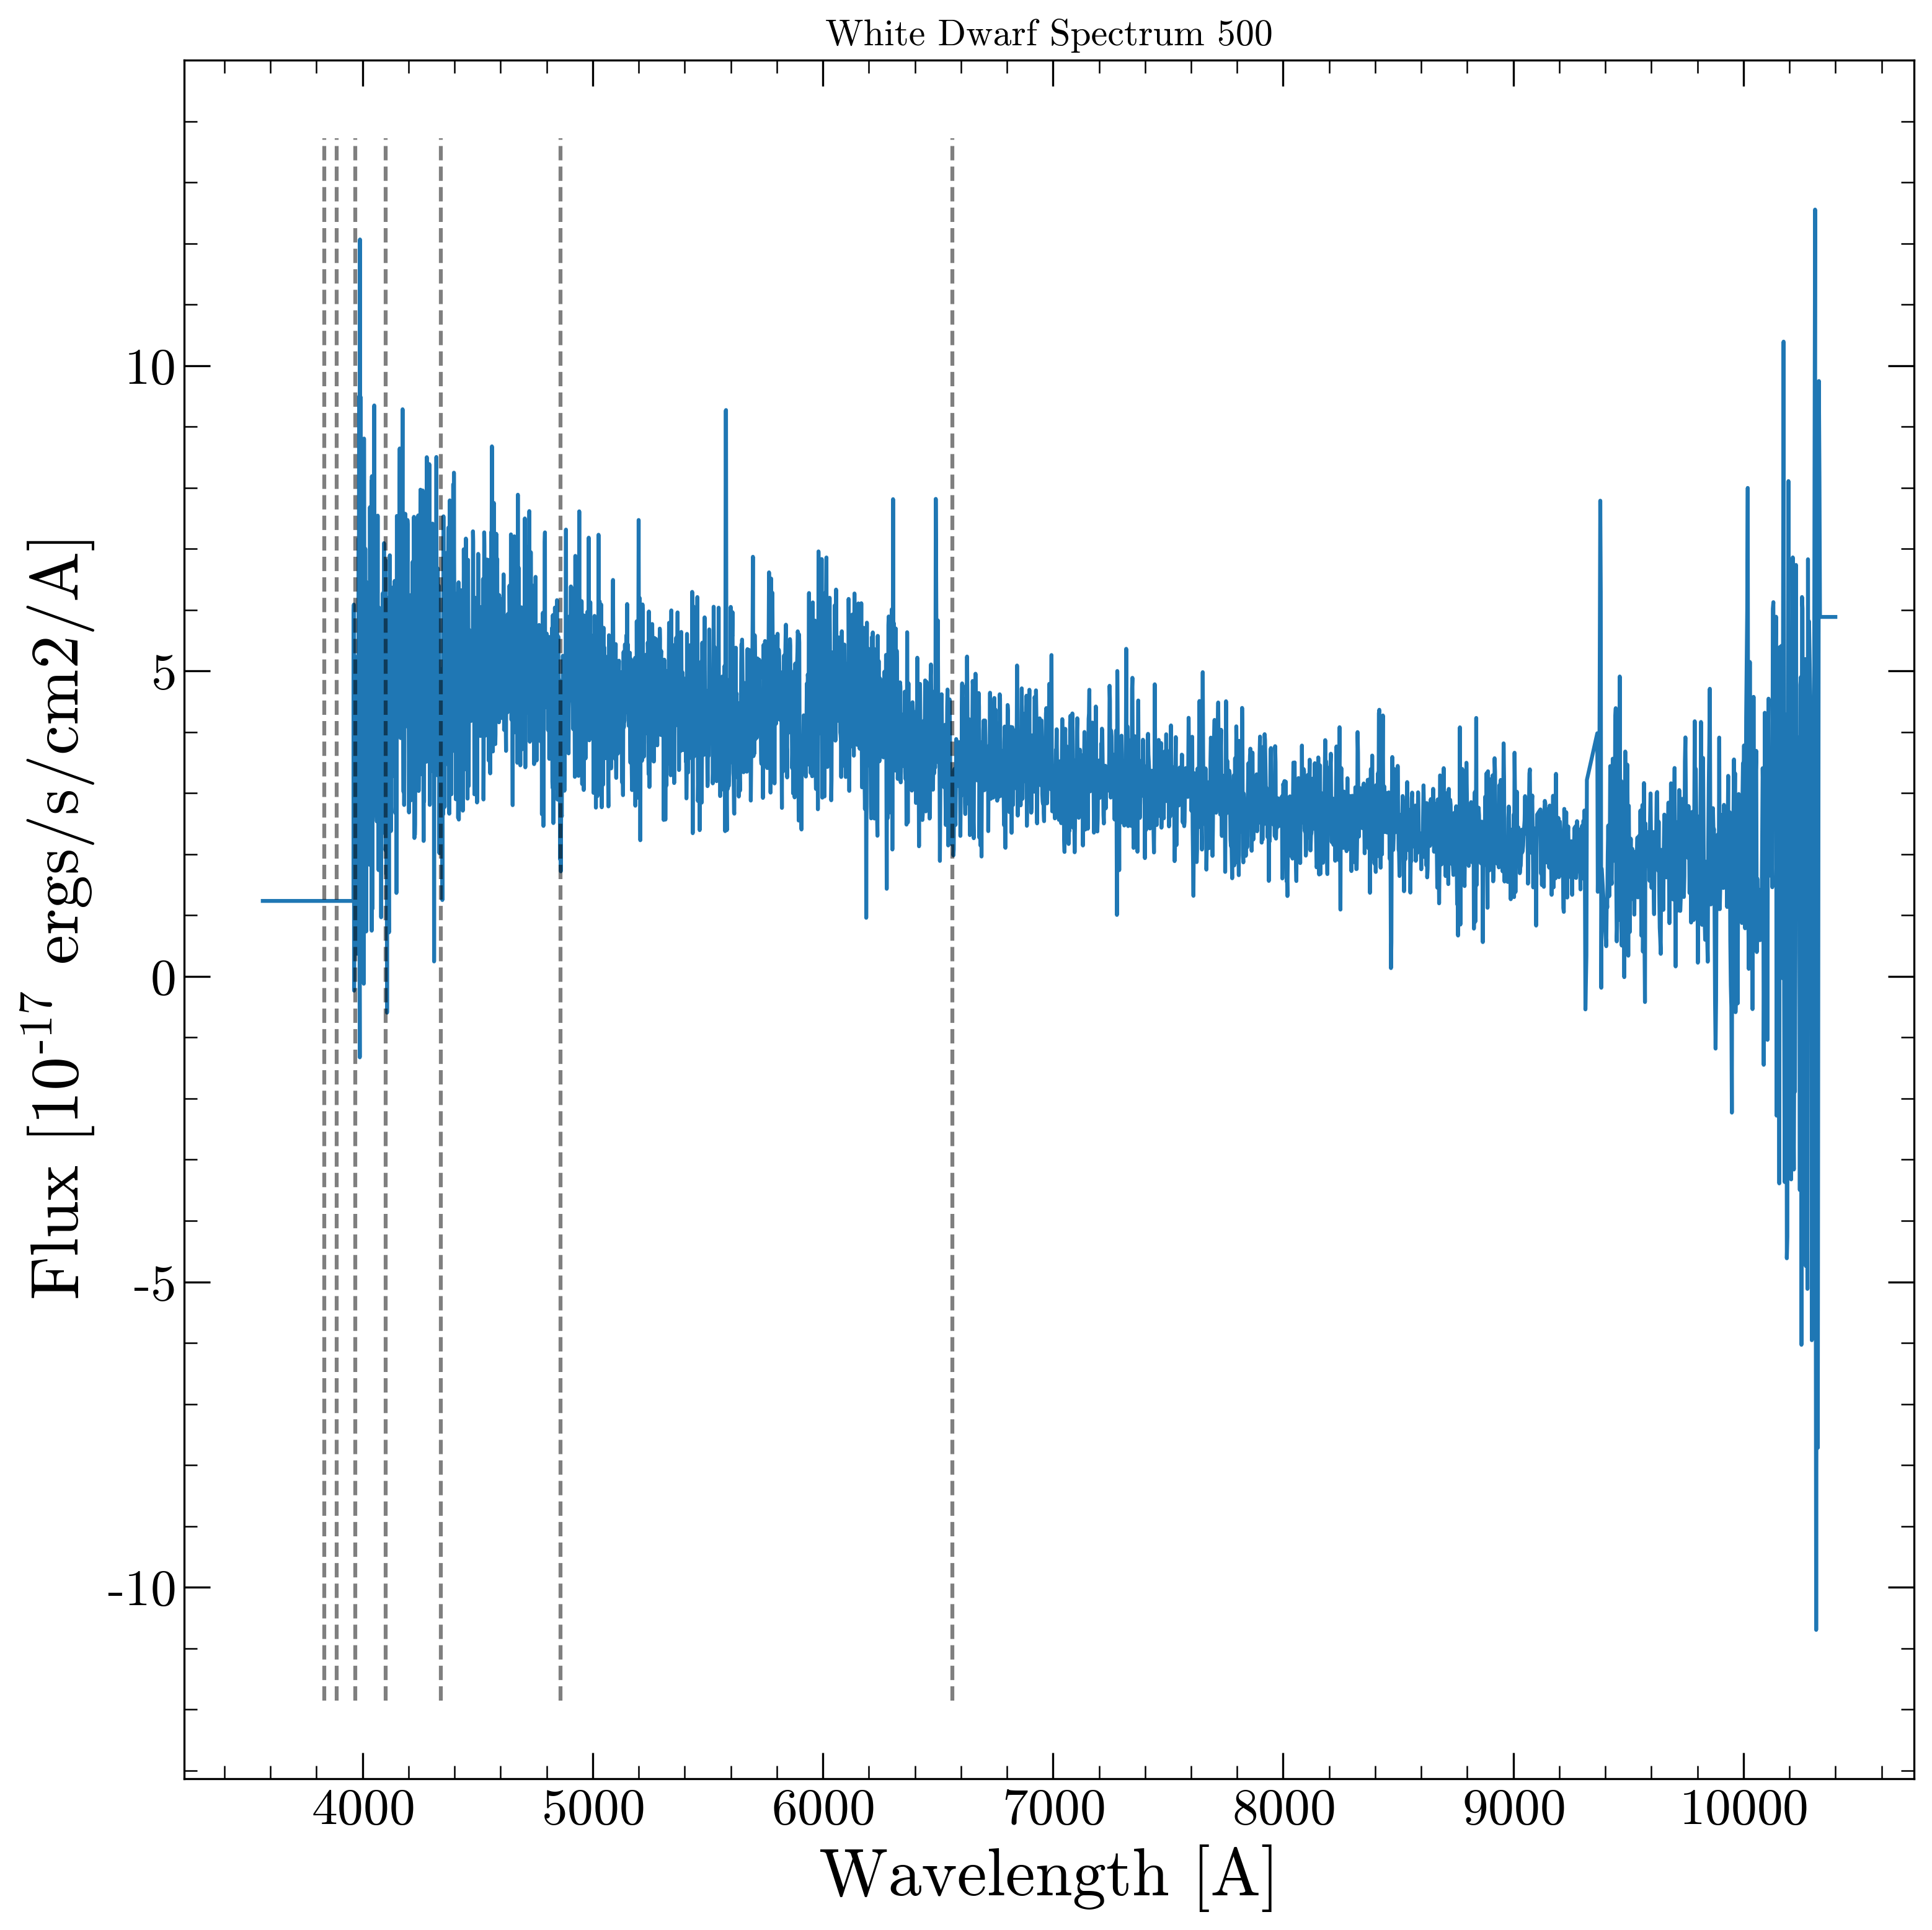 White Dwarf Spectrum 500
10
5
0
-5
-10
Flux [10-17 ergs/s/cm2/A]
4000 5000 6000 7000 8000 9000 10000
Wavelength [A]